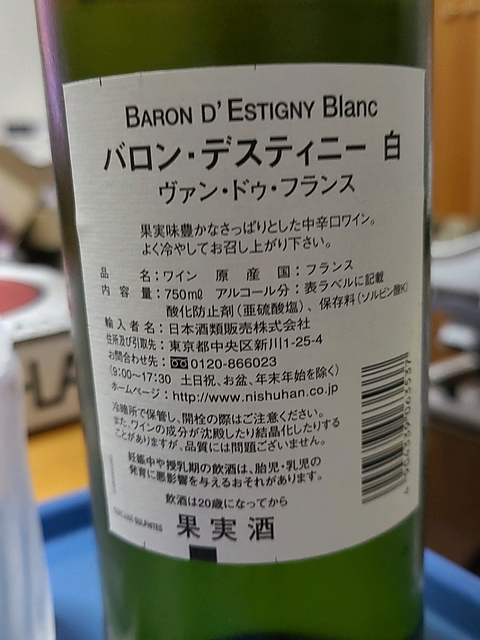 BARON D'ESTIGNY Blanc
バロン・デスティニー 白
ヴァン・ドゥ・フランス
果実味豊かなさっぱりとした中辛口ワイン。
よく冷やしてお召し上がり下さい。
品 名：ワイン 原 産 国：フランス
内 容 量：750㎖ アルコール分：表ラベルに記載
酸化防止剤（亜硫酸塩）、保存料（ソルビン酸K）
輸 入 者 名：日本酒類販売株式会社
住所及び引取先：東京都中央区新川1-25-4
お問合わせ先：☎0120-866023
（9:00～17:30 土日祝、お盆、年末年始を除く）
ホームページ：http://www.nishuhan.co.jp
冷暗所で保管し、開栓の際はご注意ください。
また、ワインの成分が沈殿したり結晶化したりする
ことがありますが、品質には問題ございません。
妊娠中や授乳期の飲酒は、胎児・乳児の
発育に悪影響を与えるおそれがあります。
飲酒は20歳になってから
SULPHITES
果実酒